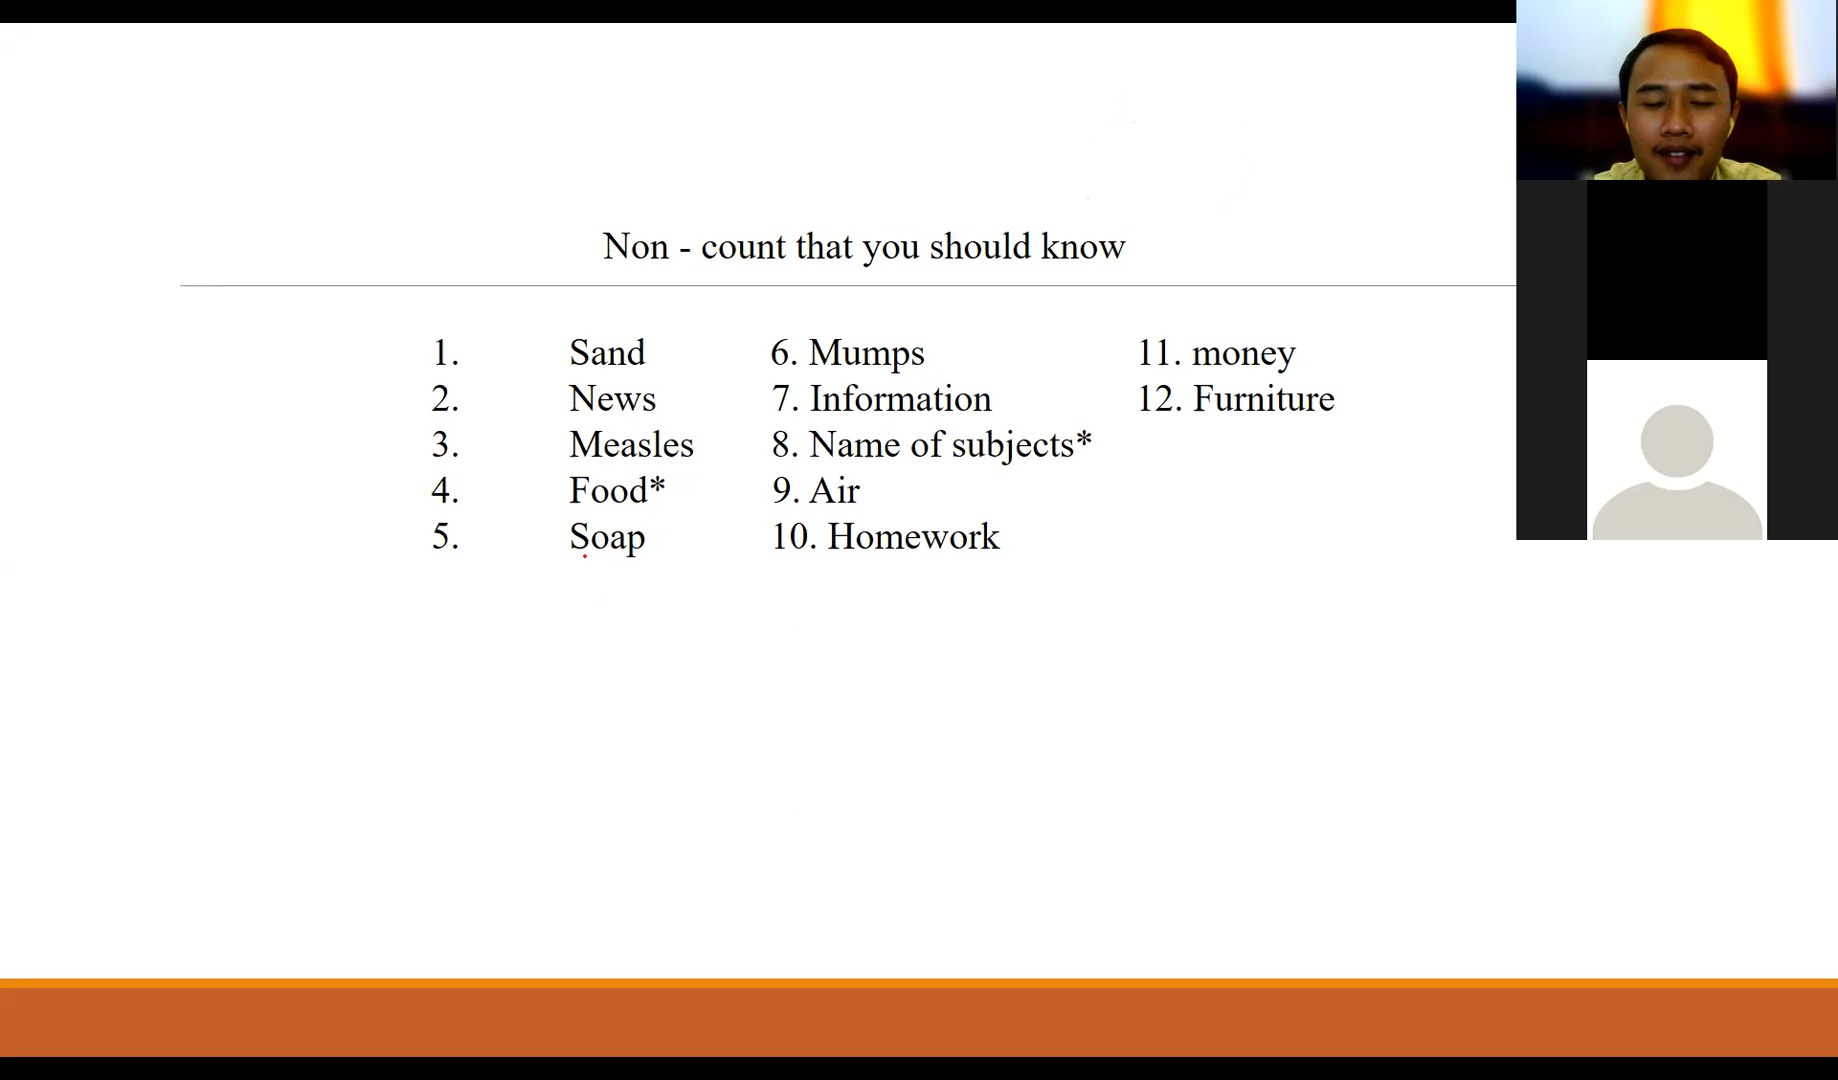 Non - count that you should know
1. Sand
2. News
3. Measles
4. Food*
5. Soap
6. Mumps
7. Information
8. Name of subjects*
9. Air
10. Homework
11. money
12. Furniture